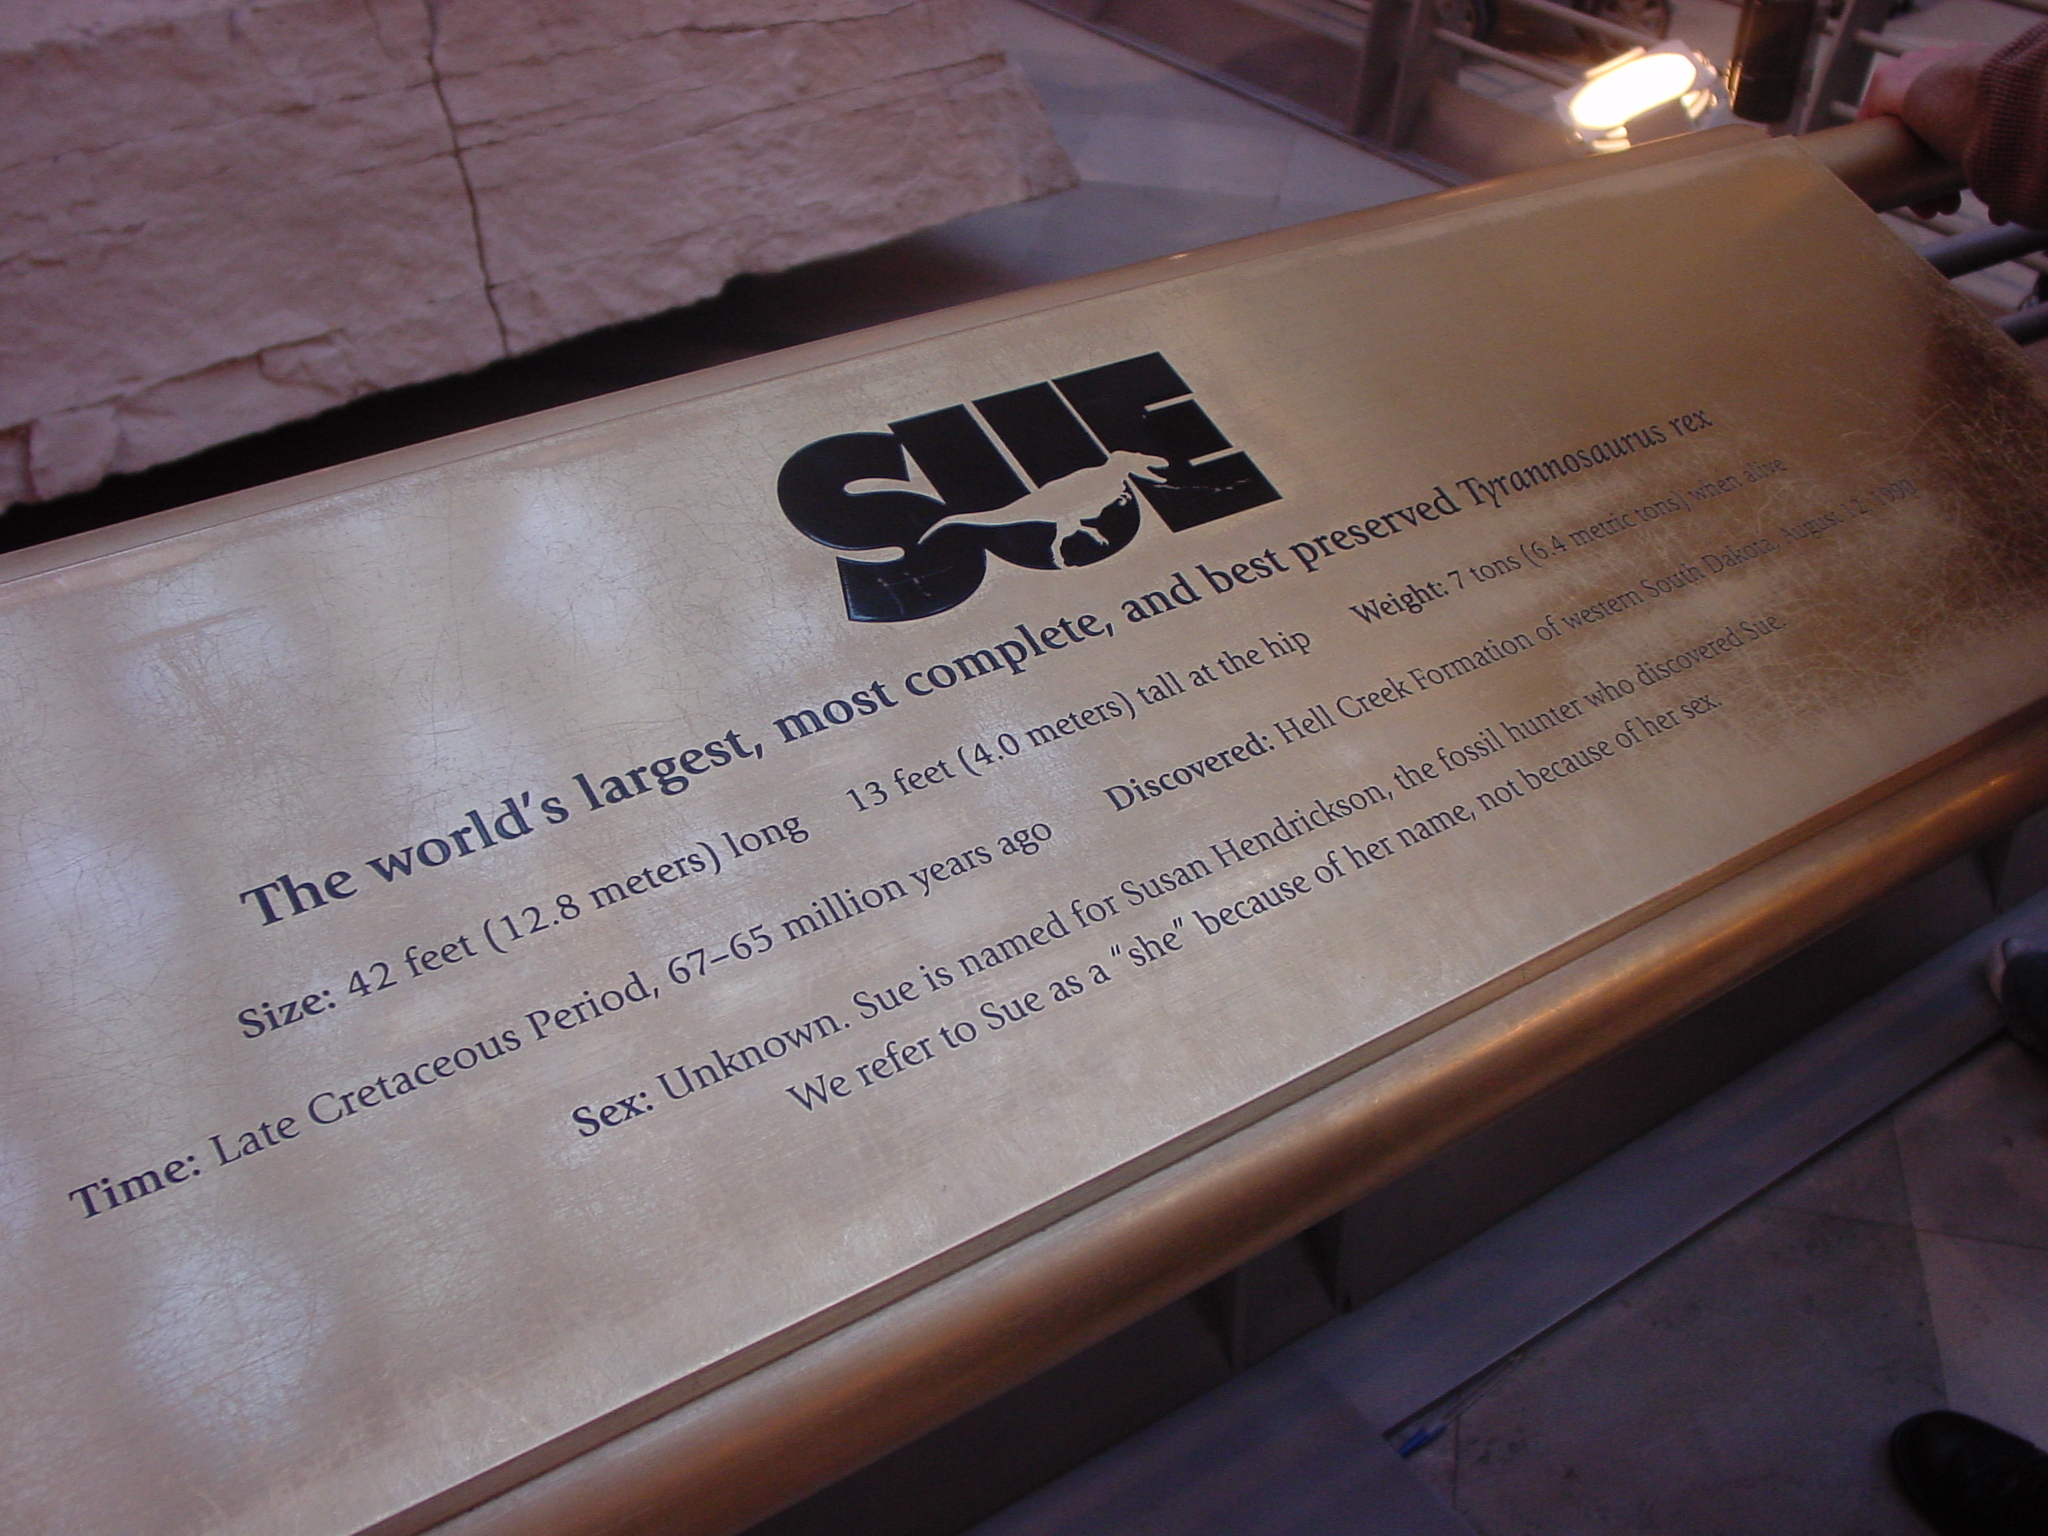 SUE
The world's largest, most complete, and best preserved Tyrannosaurus rex
Size: 42 feet (12.8 meters) long 13 feet (4.0 meters) tall at the hip Weight: 7 tons (6.4 metric tons) when alive
Time: Late Cretaceous Period, 67–65 million years ago Discovered: Hell Creek Formation of western South Dakota, August 12, 1990
Sex: Unknown. Sue is named for Susan Hendrickson, the fossil hunter who discovered Sue.
We refer to Sue as a "she" because of her name, not because of her sex.